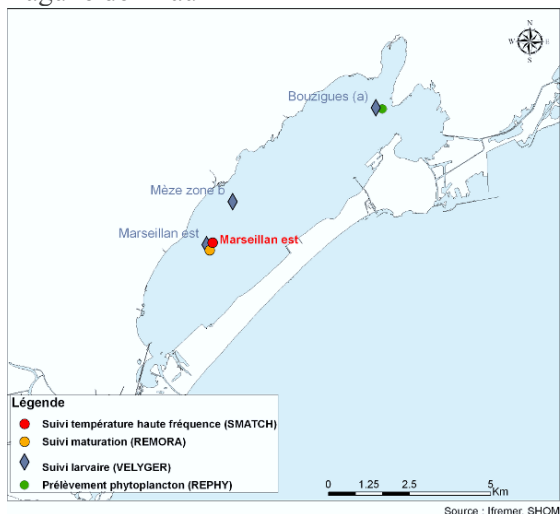 N
W E
S
Bouzigues (a)
Mèze zone b
Marseillan est
Marseillan est
Légende
Suivi température haute fréquence (SMATCH)
Suivi maturation (REMORA)
Suivi larvaire (VELYGER)
Prélèvement phytoplancton (REPHY)
0 1.25 2.5 5
Km
Source : Ifremer, SHOM